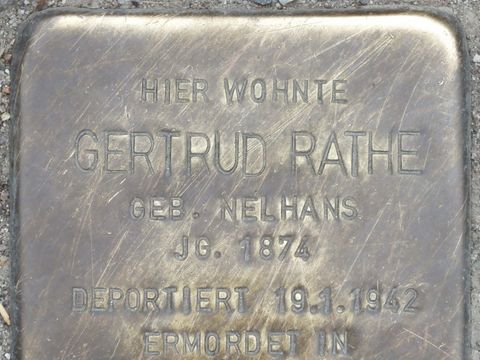 HIER WOHNTE
GERTRUD RATHE
GEB. NELHANS
JG. 1874
DEPORTIERT 19.1.1942
ERMORDET IN